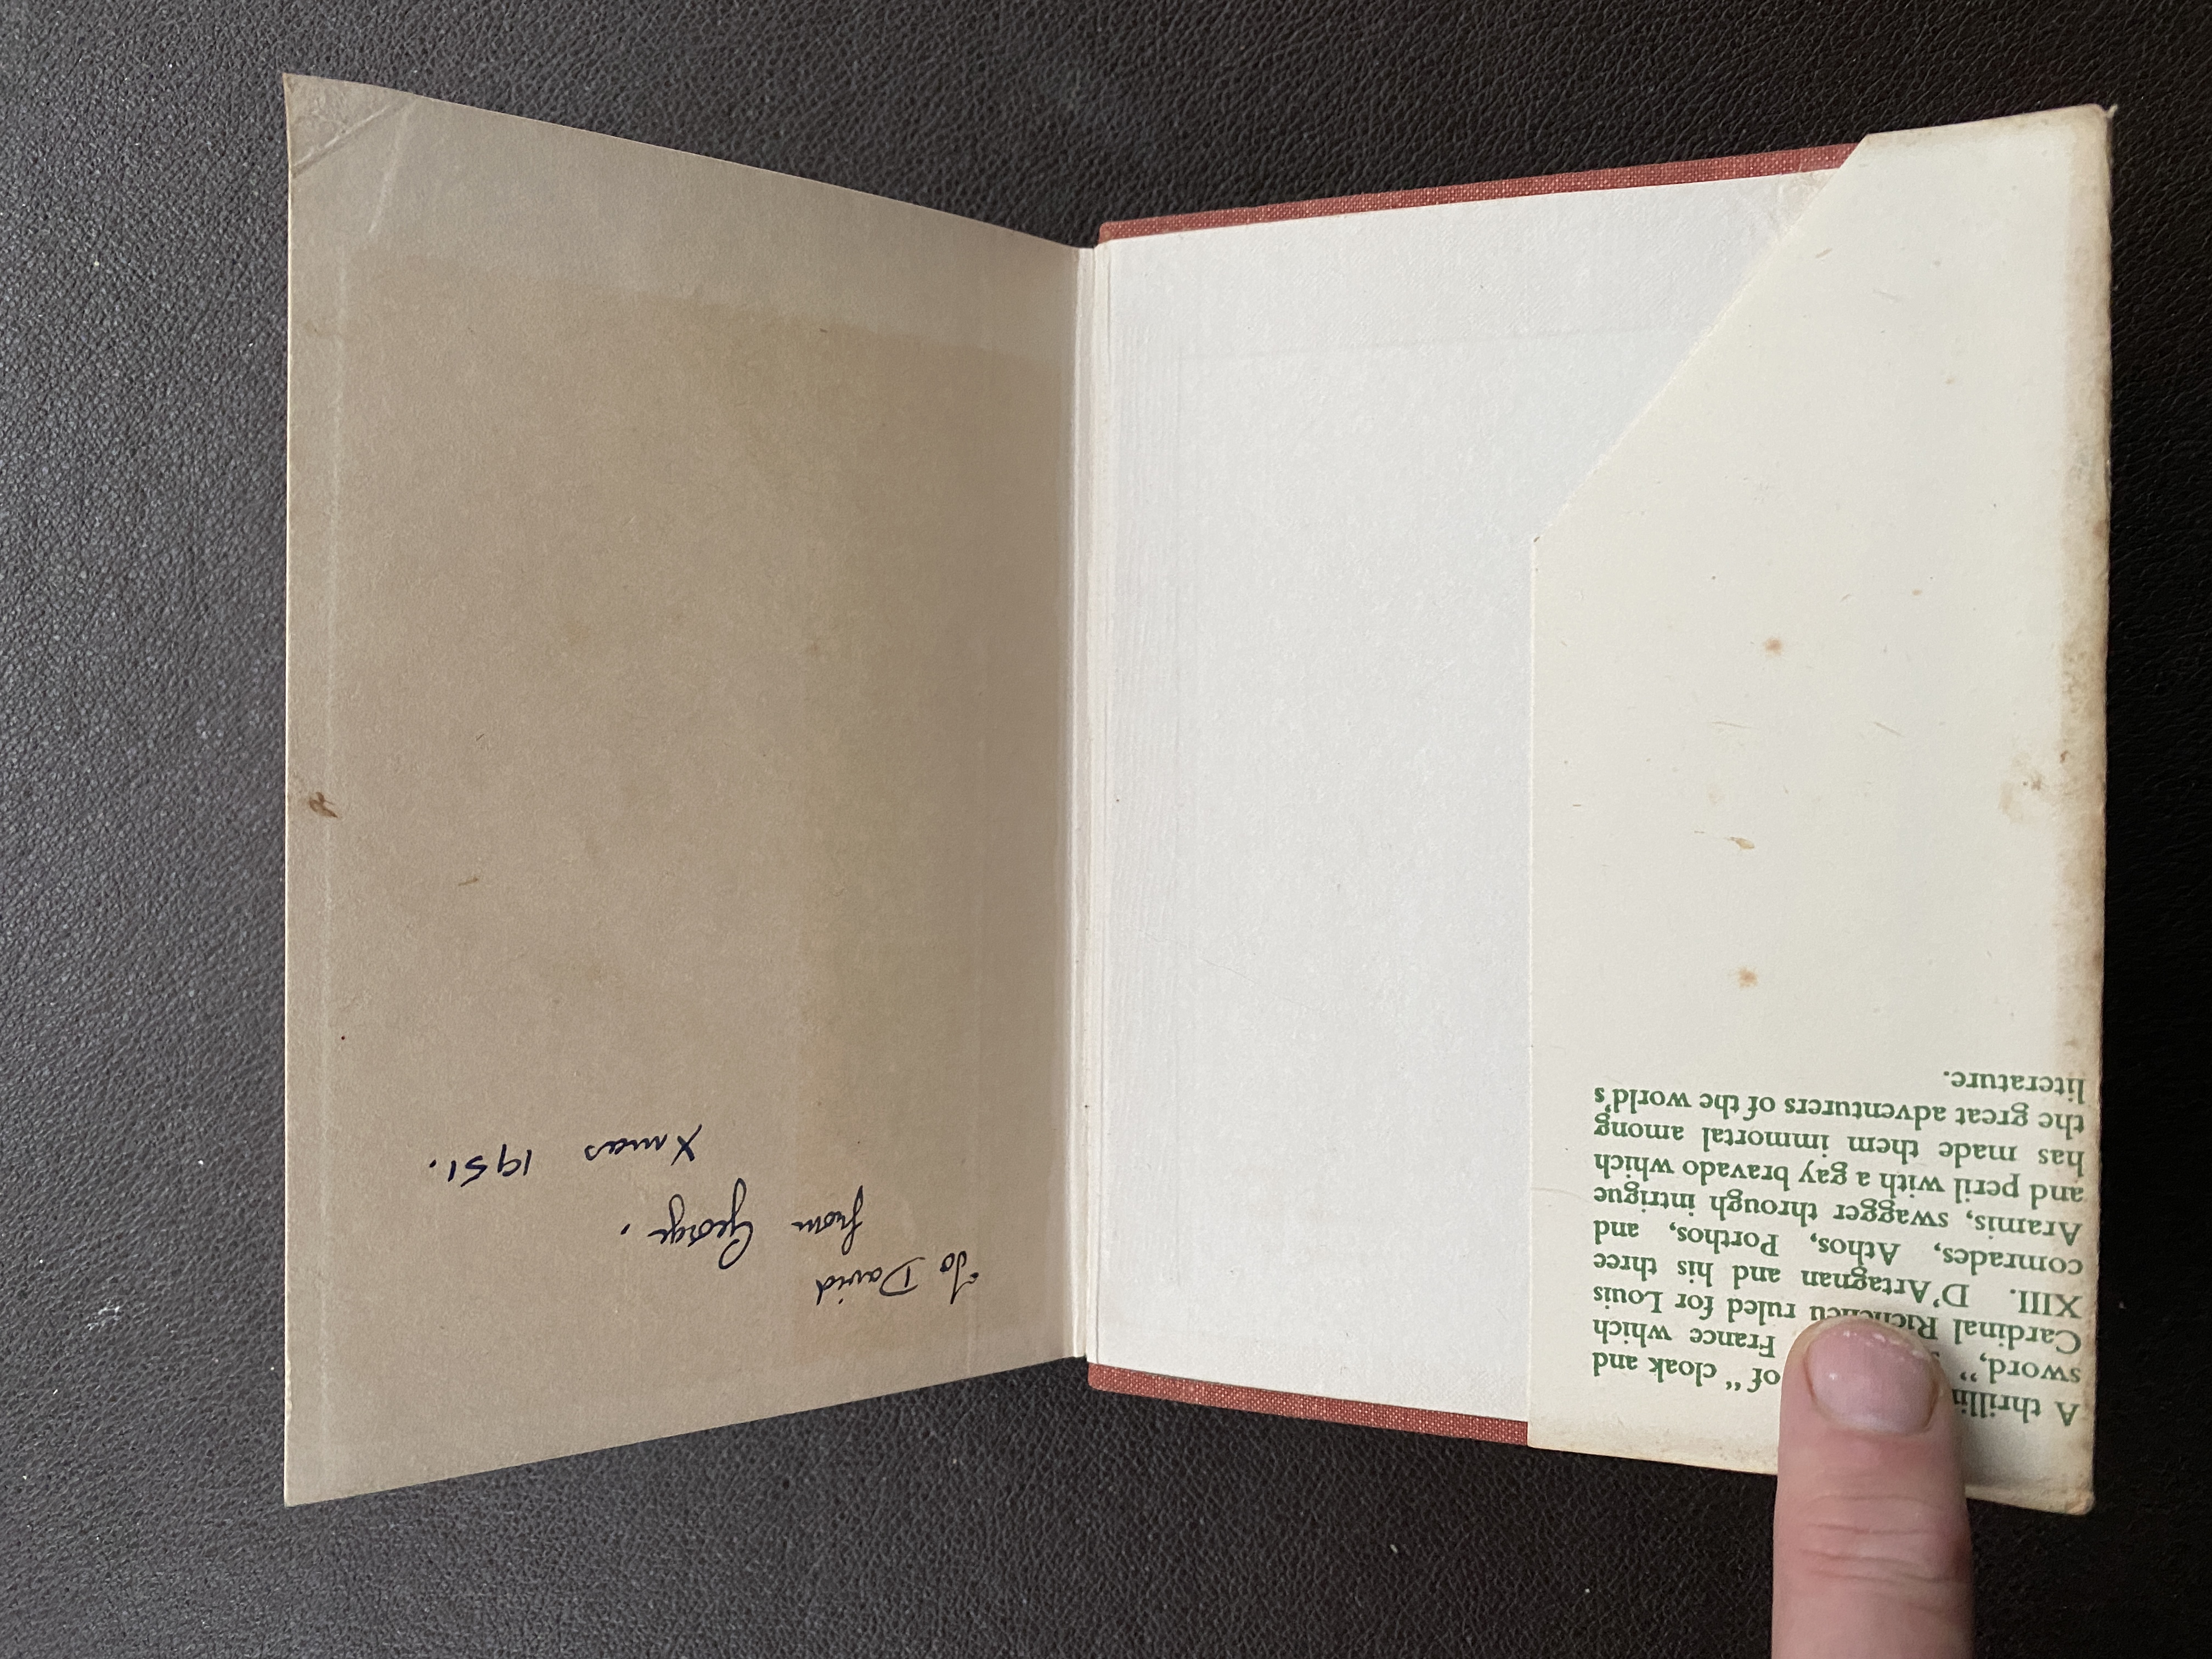 A thrillin of " cloak and
sword," France which
Cardinal Richelieu ruled for Louis
XIII. D'Artagnan and his three
comrades, Athos, Porthos, and
Aramis, swagger through intrigue
and peril with a gay bravado which
has made them immortal among
the great adventurers of the world's
literature.
To David
from George.
Xmas 1951.